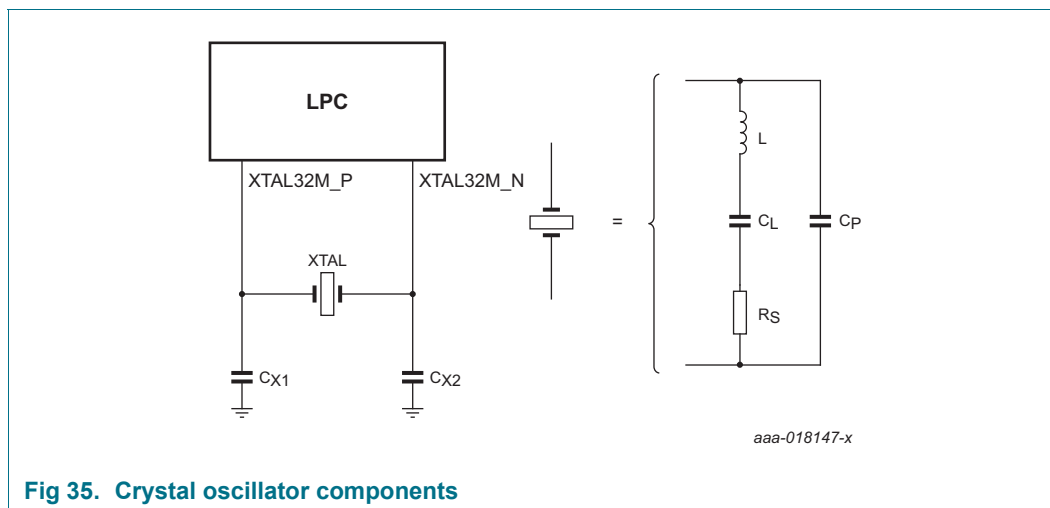 LPC
XTAL32M_P
XTAL32M_N
XTAL
CX1
CX2
=
L
CL
CP
RS
aaa-018147-x
Fig 35. Crystal oscillator components